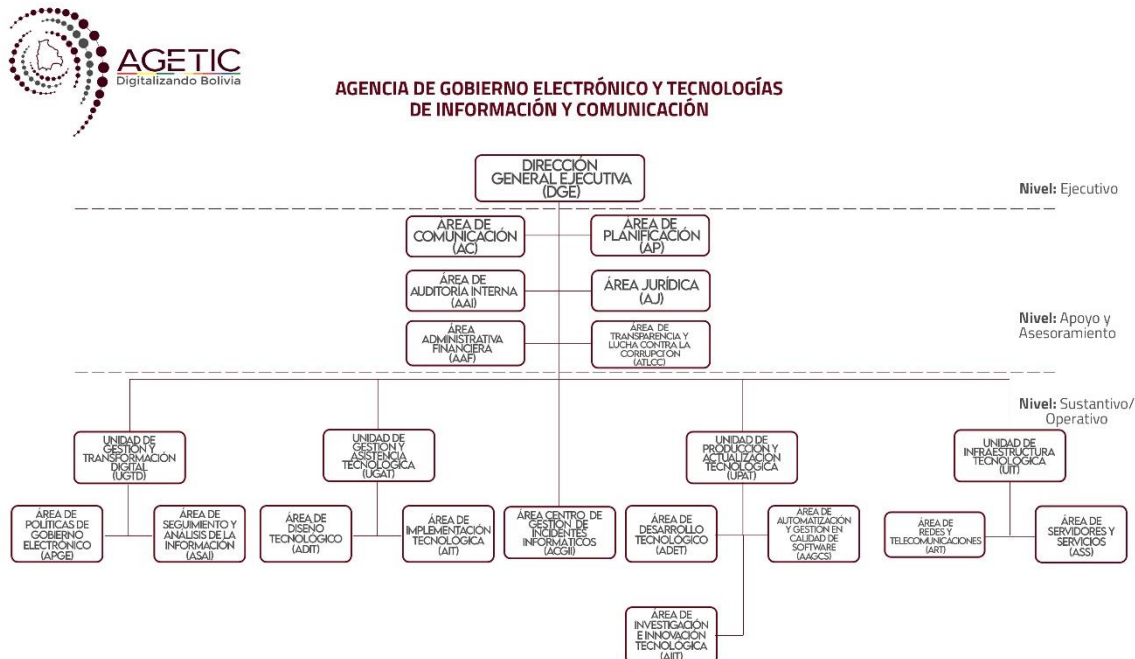 AGETIC
Digitalizando Bolivia
AGENCIA DE GOBIERNO ELECTRÓNICO Y TECNOLOGÍAS
DE INFORMACIÓN Y COMUNICACIÓN
DIRECCIÓN
GENERAL EJECUTIVA
(DGE)
Nivel: Ejecutivo
ÁREA DE
COMUNICACIÓN
(AC)
ÁREA DE
PLANIFICACIÓN
(AP)
ÁREA DE
AUDITORÍA INTERNA
(AAI)
ÁREA JURÍDICA
(AJ)
ÁREA
ADMINISTRATIVA
FINANCIERA
(AAF)
ÁREA DE
TRANSPARENCIA Y
LUCHA CONTRA LA
CORRUPCION
(ATLCC)
Nivel: Apoyo y
Asesoramiento
Nivel: Sustantivo/
Operativo
UNIDAD DE
GESTIÓN Y
TRANSFORMACIÓN
DIGITAL
(UGTD)
UNIDAD DE
GESTIÓN Y
ASISTENCIA
TECNOLÓGICA
(UGAT)
UNIDAD DE
PRODUCCIÓN Y
ACTUALIZACIÓN
TECNOLÓGICA
(UPAT)
UNIDAD DE
INFRAESTRUCTURA
TECNOLÓGICA
(UIT)
ÁREA DE
POLÍTICAS DE
GOBIERNO
ELECTRÓNICO
(APGE)
ÁREA DE
SEGUIMIENTO Y
ANÁLISIS DE LA
INFORMACIÓN
(ASAI)
ÁREA DE
DISEÑO
TECNOLÓGICO
(ADIT)
ÁREA DE
IMPLEMENTACIÓN
TECNOLÓGICA
(AIT)
ÁREA CENTRO DE
GESTIÓN DE
INCIDENTES
INFORMÁTICOS
(ACGII)
ÁREA DE
DESARROLLO
TECNOLÓGICO
(ADET)
ÁREA DE
AUTOMATIZACIÓN
Y GESTIÓN EN
CALIDAD DE
SOFTWARE
(AAGCS)
ÁREA DE
REDES Y
TELECOMUNICACIONES
(ART)
ÁREA DE
SERVIDORES Y
SERVICIOS
(ASS)
ÁREA DE
INVESTIGACIÓN
E INNOVACIÓN
TECNOLÓGICA
(AIIT)